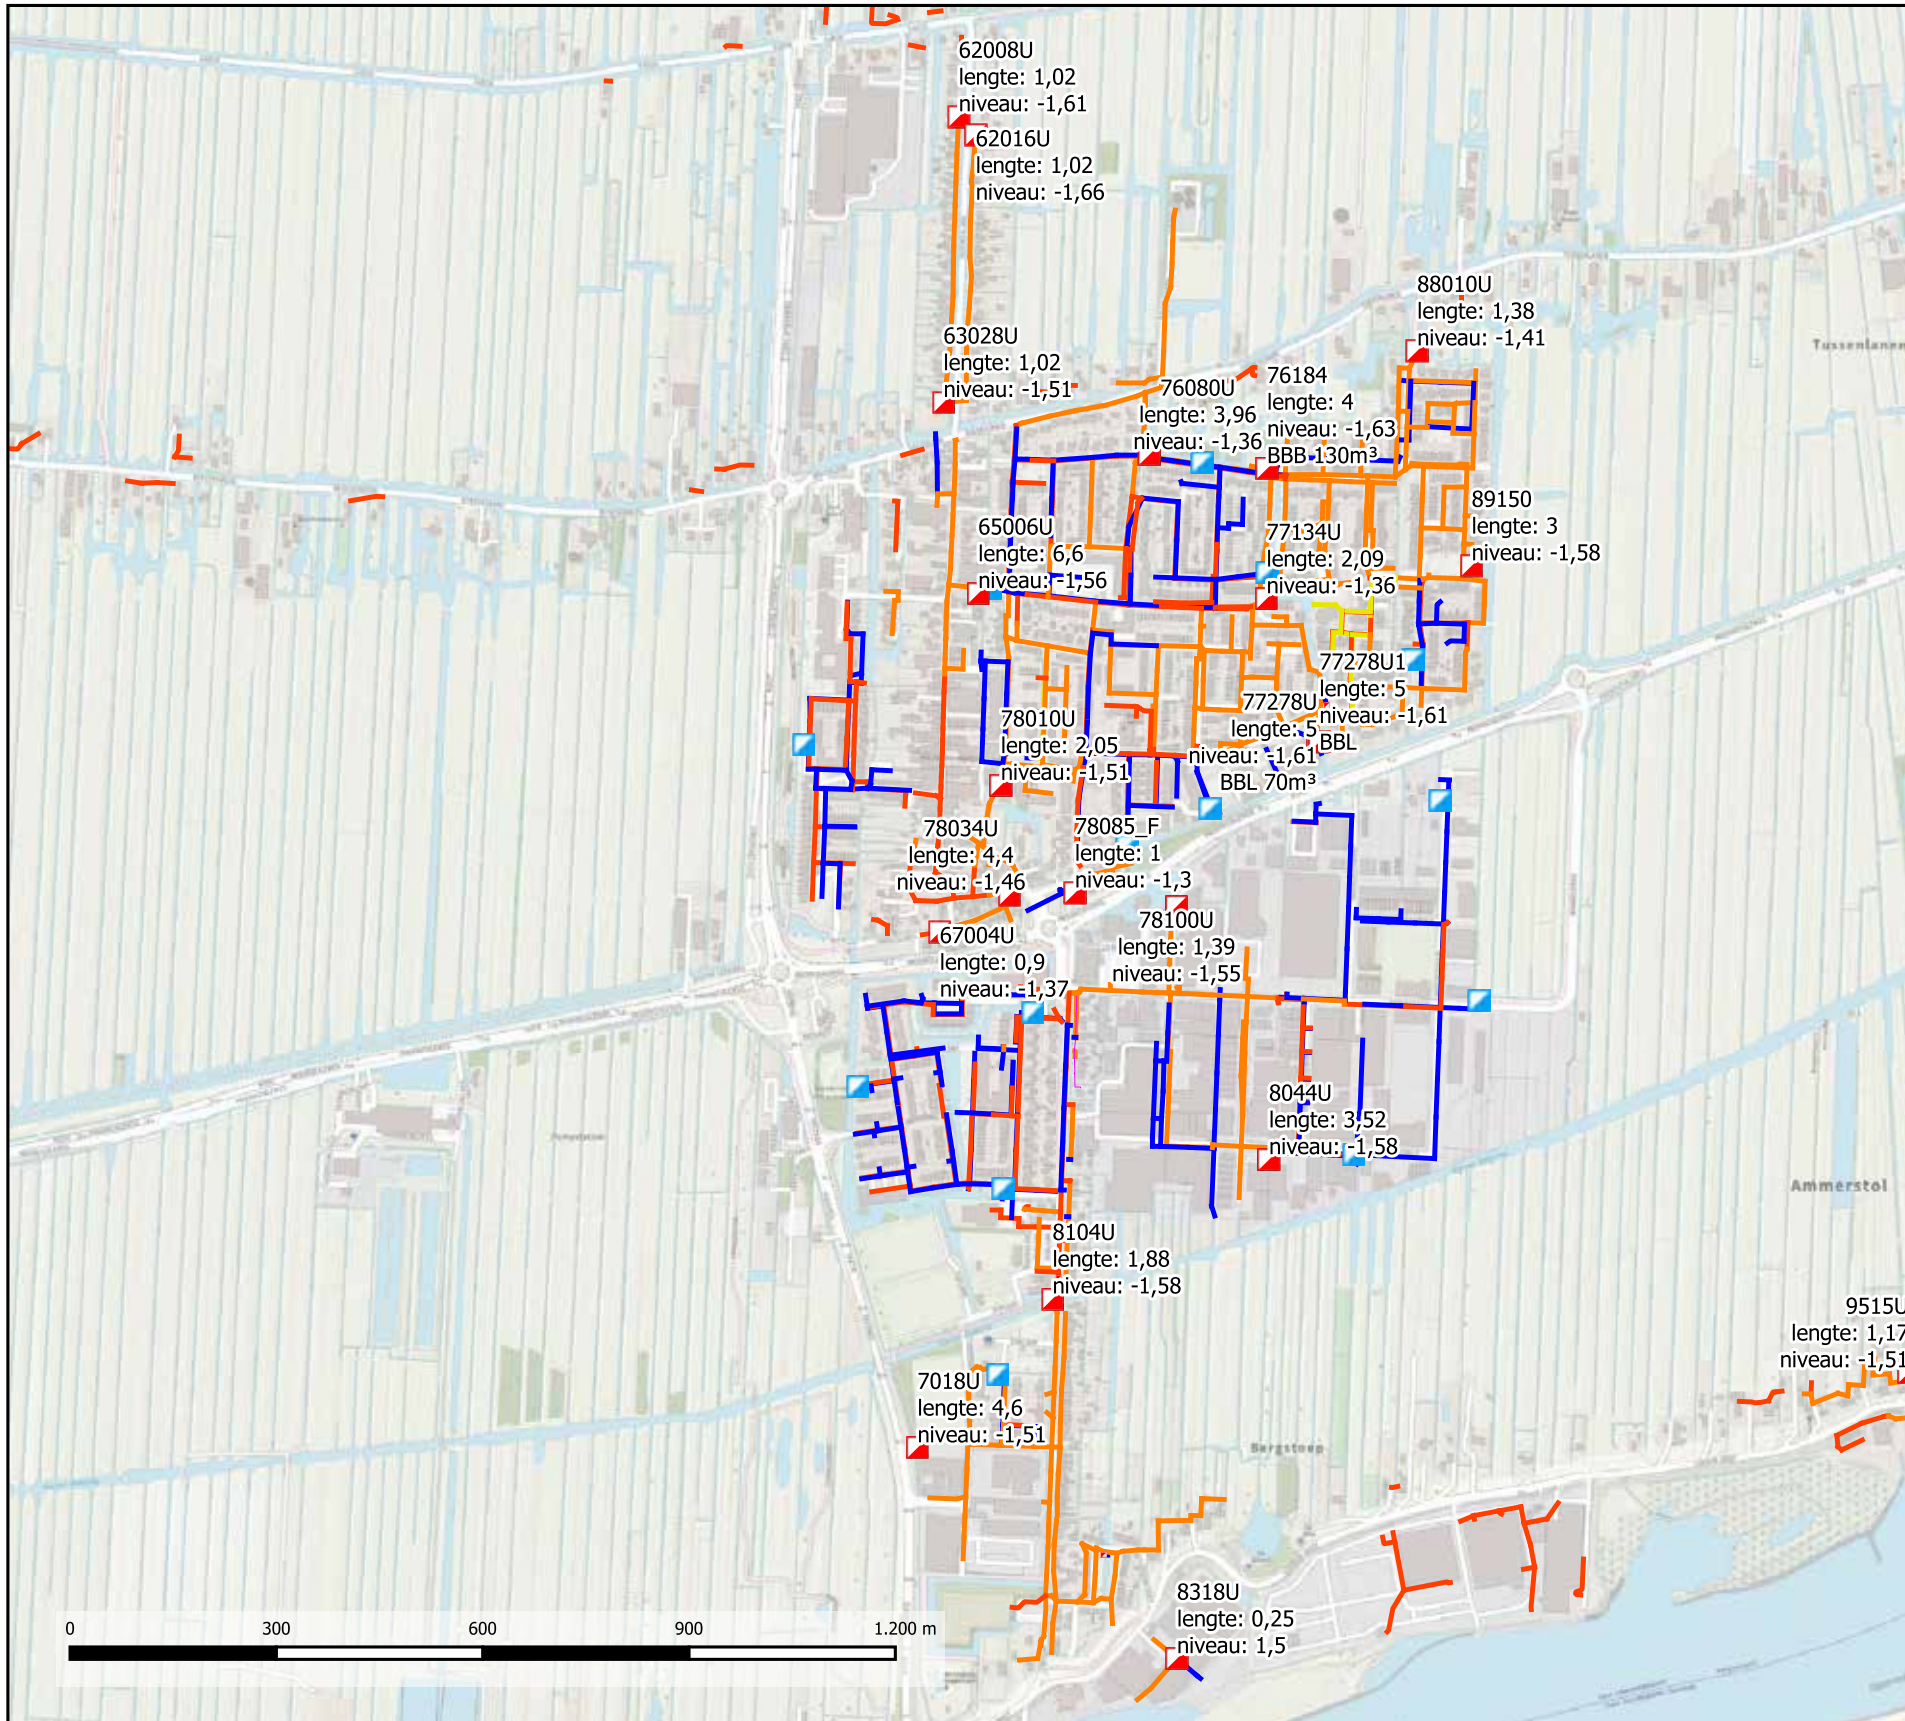 62008U
lengte: 1,02
niveau: -1,61
62016U
lengte: 1,02
niveau: -1,66
88010U
lengte: 1,38
niveau: -1,41
63028U
lengte: 1,02
niveau: -1,51
Tussenlanen
76080U
lengte: 3,96
niveau: -1,36
76184
lengte: 4
niveau: -1,63
BBB 130m³
89150
lengte: 3
niveau: -1,58
65006U
lengte: 6,6
niveau: -1,56
77134U
lengte: 2,09
niveau: -1,36
77278U1
lengte: 5
niveau: -1,61
BBL
77278U
lengte: 5
niveau: -1,61
BBL 70m³
78010U
lengte: 2,05
niveau: -1,51
78034U
lengte: 4,4
niveau: -1,46
78085_F
lengte: 1
niveau: -1,3
78100U
lengte: 1,39
niveau: -1,55
67004U
lengte: 0,9
niveau: -1,37
8044U
lengte: 3,52
niveau: -1,58
Ammerstol
8104U
lengte: 1,88
niveau: -1,58
9515U
lengte: 1,17
niveau: -1,51
7018U
lengte: 4,6
niveau: -1,51
Bergstoep
8318U
lengte: 0,25
niveau: 1,5
0 300 600 900 1.200 m